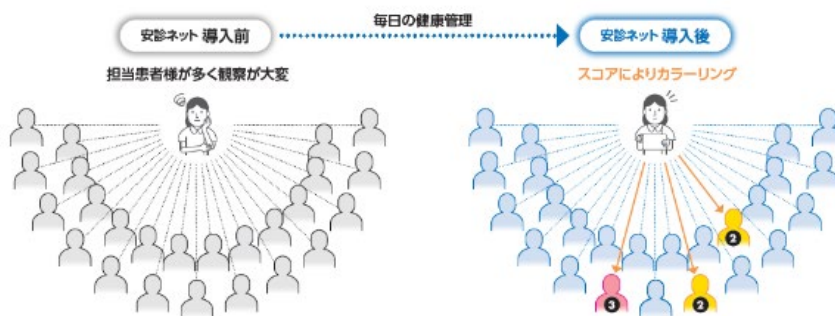 安診ネット 導入前
毎日の健康管理
安診ネット 導入後
担当患者様が多く観察が大変
スコアによりカラーリング
2
3
2